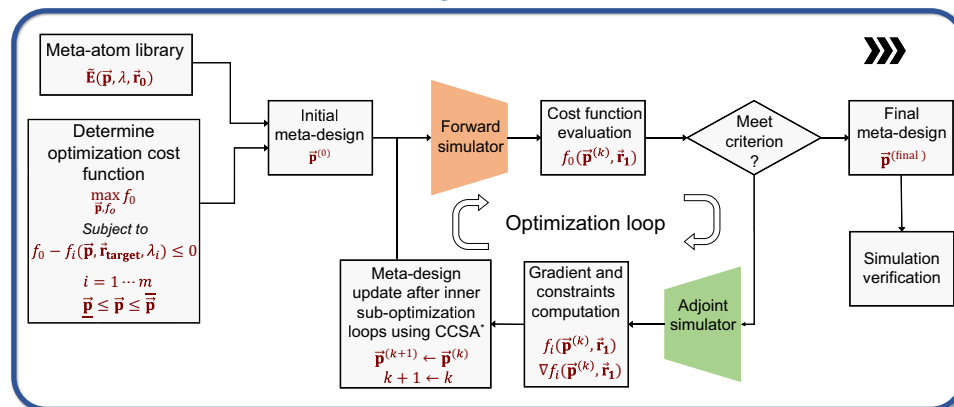 Meta-atom library
Ẽ(p⃗, λ, r⃗₀)
Determine
optimization cost
function
max f₀
p⃗,fₒ
Subject to
f₀ − fᵢ(p⃗, r⃗_target, λᵢ) ≤ 0
i = 1 ⋯ m
p⃗ ≤ p⃗ ≤ p⃗
Initial
meta-design
p⃗⁽⁰⁾
Forward
simulator
Cost function
evaluation
f₀(p⃗⁽ᵏ⁾, r⃗₁)
Meet
criterion
?
Final
meta-design
p⃗⁽ᶠⁱⁿᵃˡ ⁾
Simulation
verification
Optimization loop
Adjoint
simulator
Gradient and
constraints
computation
fᵢ(p⃗⁽ᵏ⁾, r⃗₁)
∇fᵢ(p⃗⁽ᵏ⁾, r⃗₁)
Meta-design
update after inner
sub-optimization
loops using CCSA*
p⃗⁽ᵏ⁺¹⁾ ← p⃗⁽ᵏ⁾
k + 1 ← k